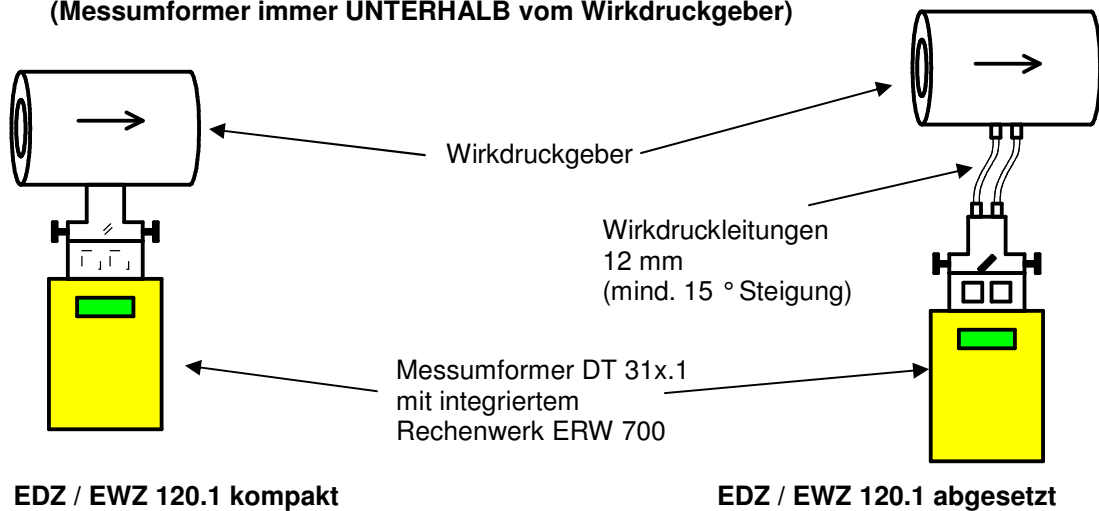 (Messumformer immer UNTERHALB vom Wirkdruckgeber)
Wirkdruckgeber
Wirkdruckleitungen
12 mm
(mind. 15 ° Steigung)
Messumformer DT 31x.1
mit integriertem
Rechenwerk ERW 700
EDZ / EWZ 120.1 kompakt
EDZ / EWZ 120.1 abgesetzt